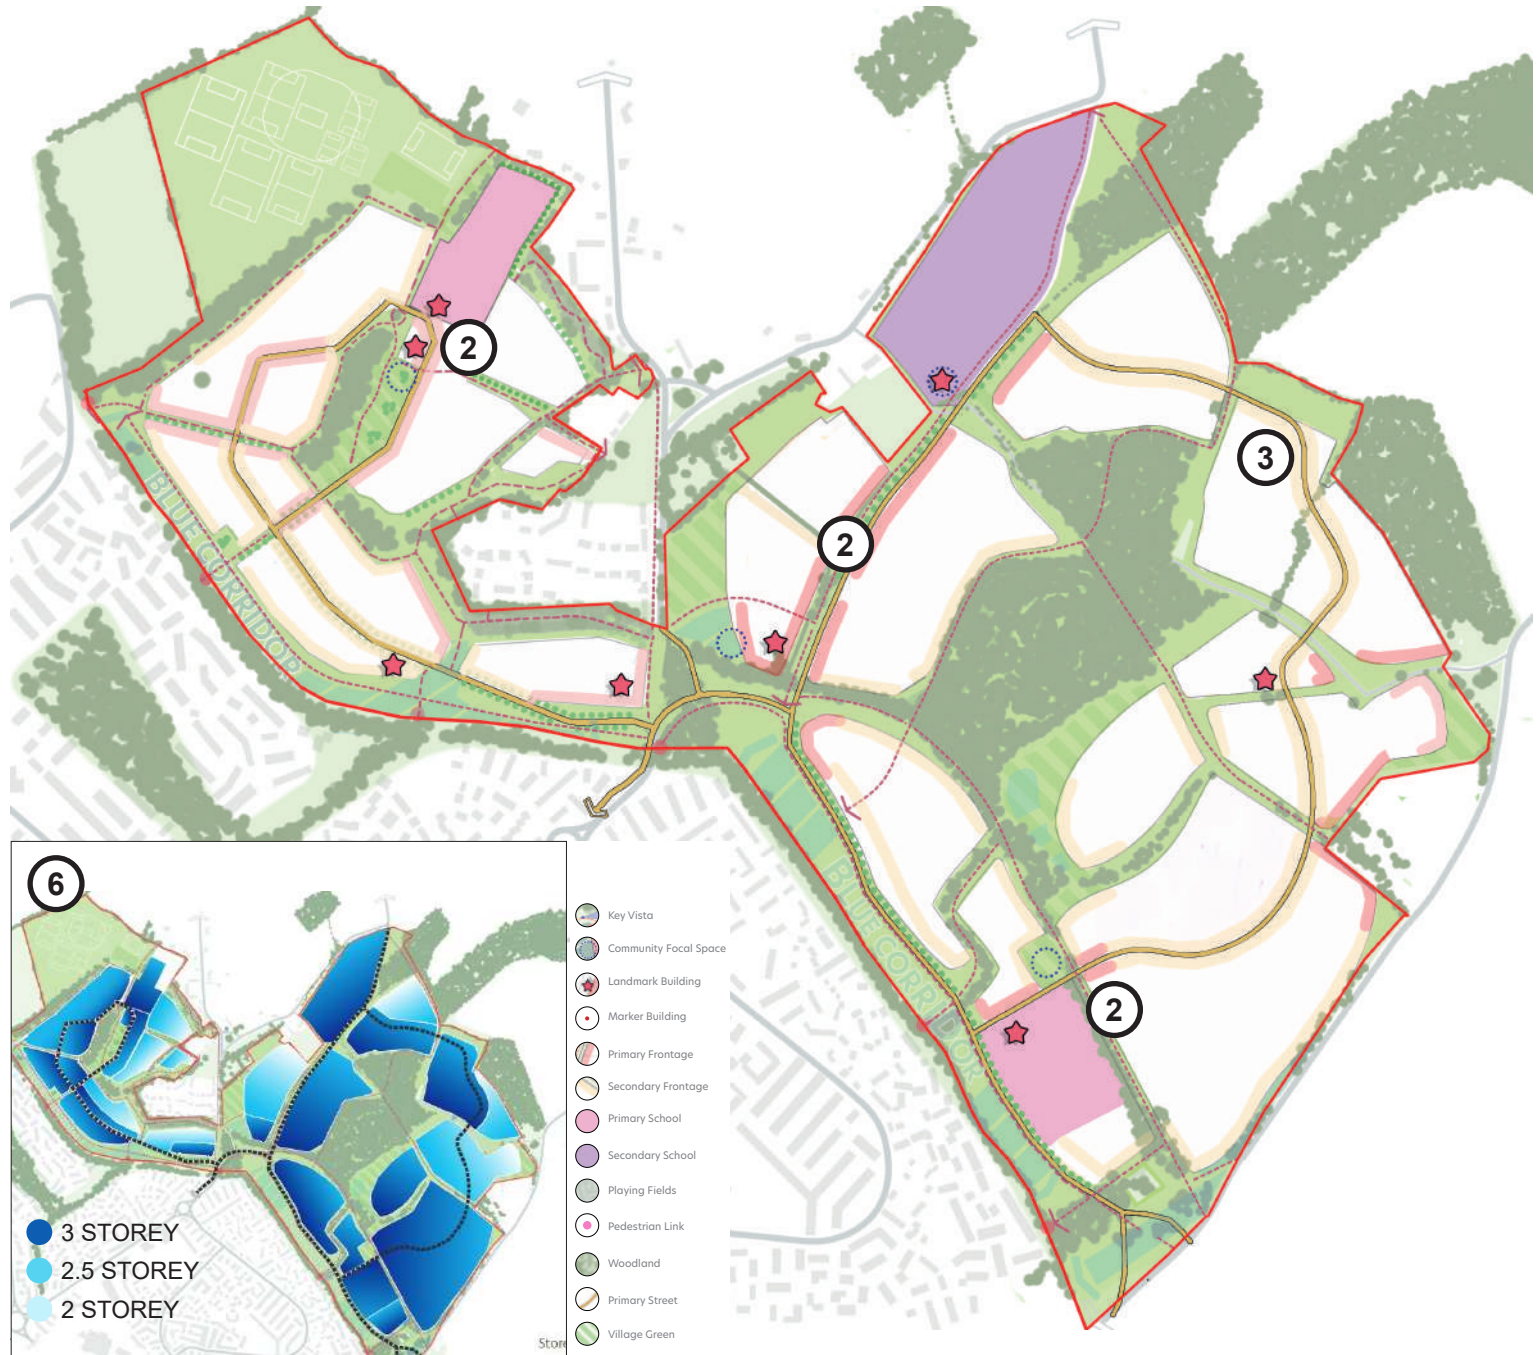 2
3
2
BLUE CORRIDOR
BLUE CORRIDOR
2
6
3 STOREY
2.5 STOREY
2 STOREY
Store
Key Vista
Community Focal Space
Landmark Building
Marker Building
Primary Frontage
Secondary Frontage
Primary School
Secondary School
Playing Fields
Pedestrian Link
Woodland
Primary Street
Village Green